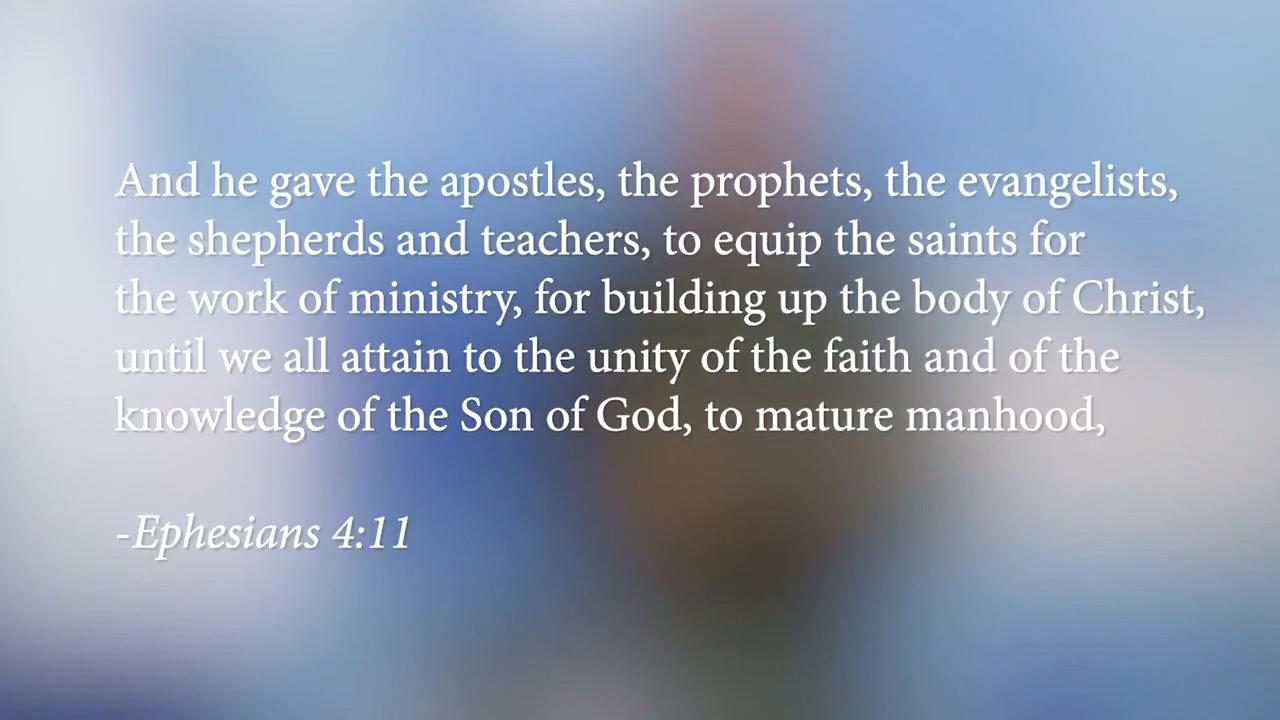 And he gave the apostles, the prophets, the evangelists,
the shepherds and teachers, to equip the saints for
the work of ministry, for building up the body of Christ,
until we all attain to the unity of the faith and of the
knowledge of the Son of God, to mature manhood,
-Ephesians 4:11